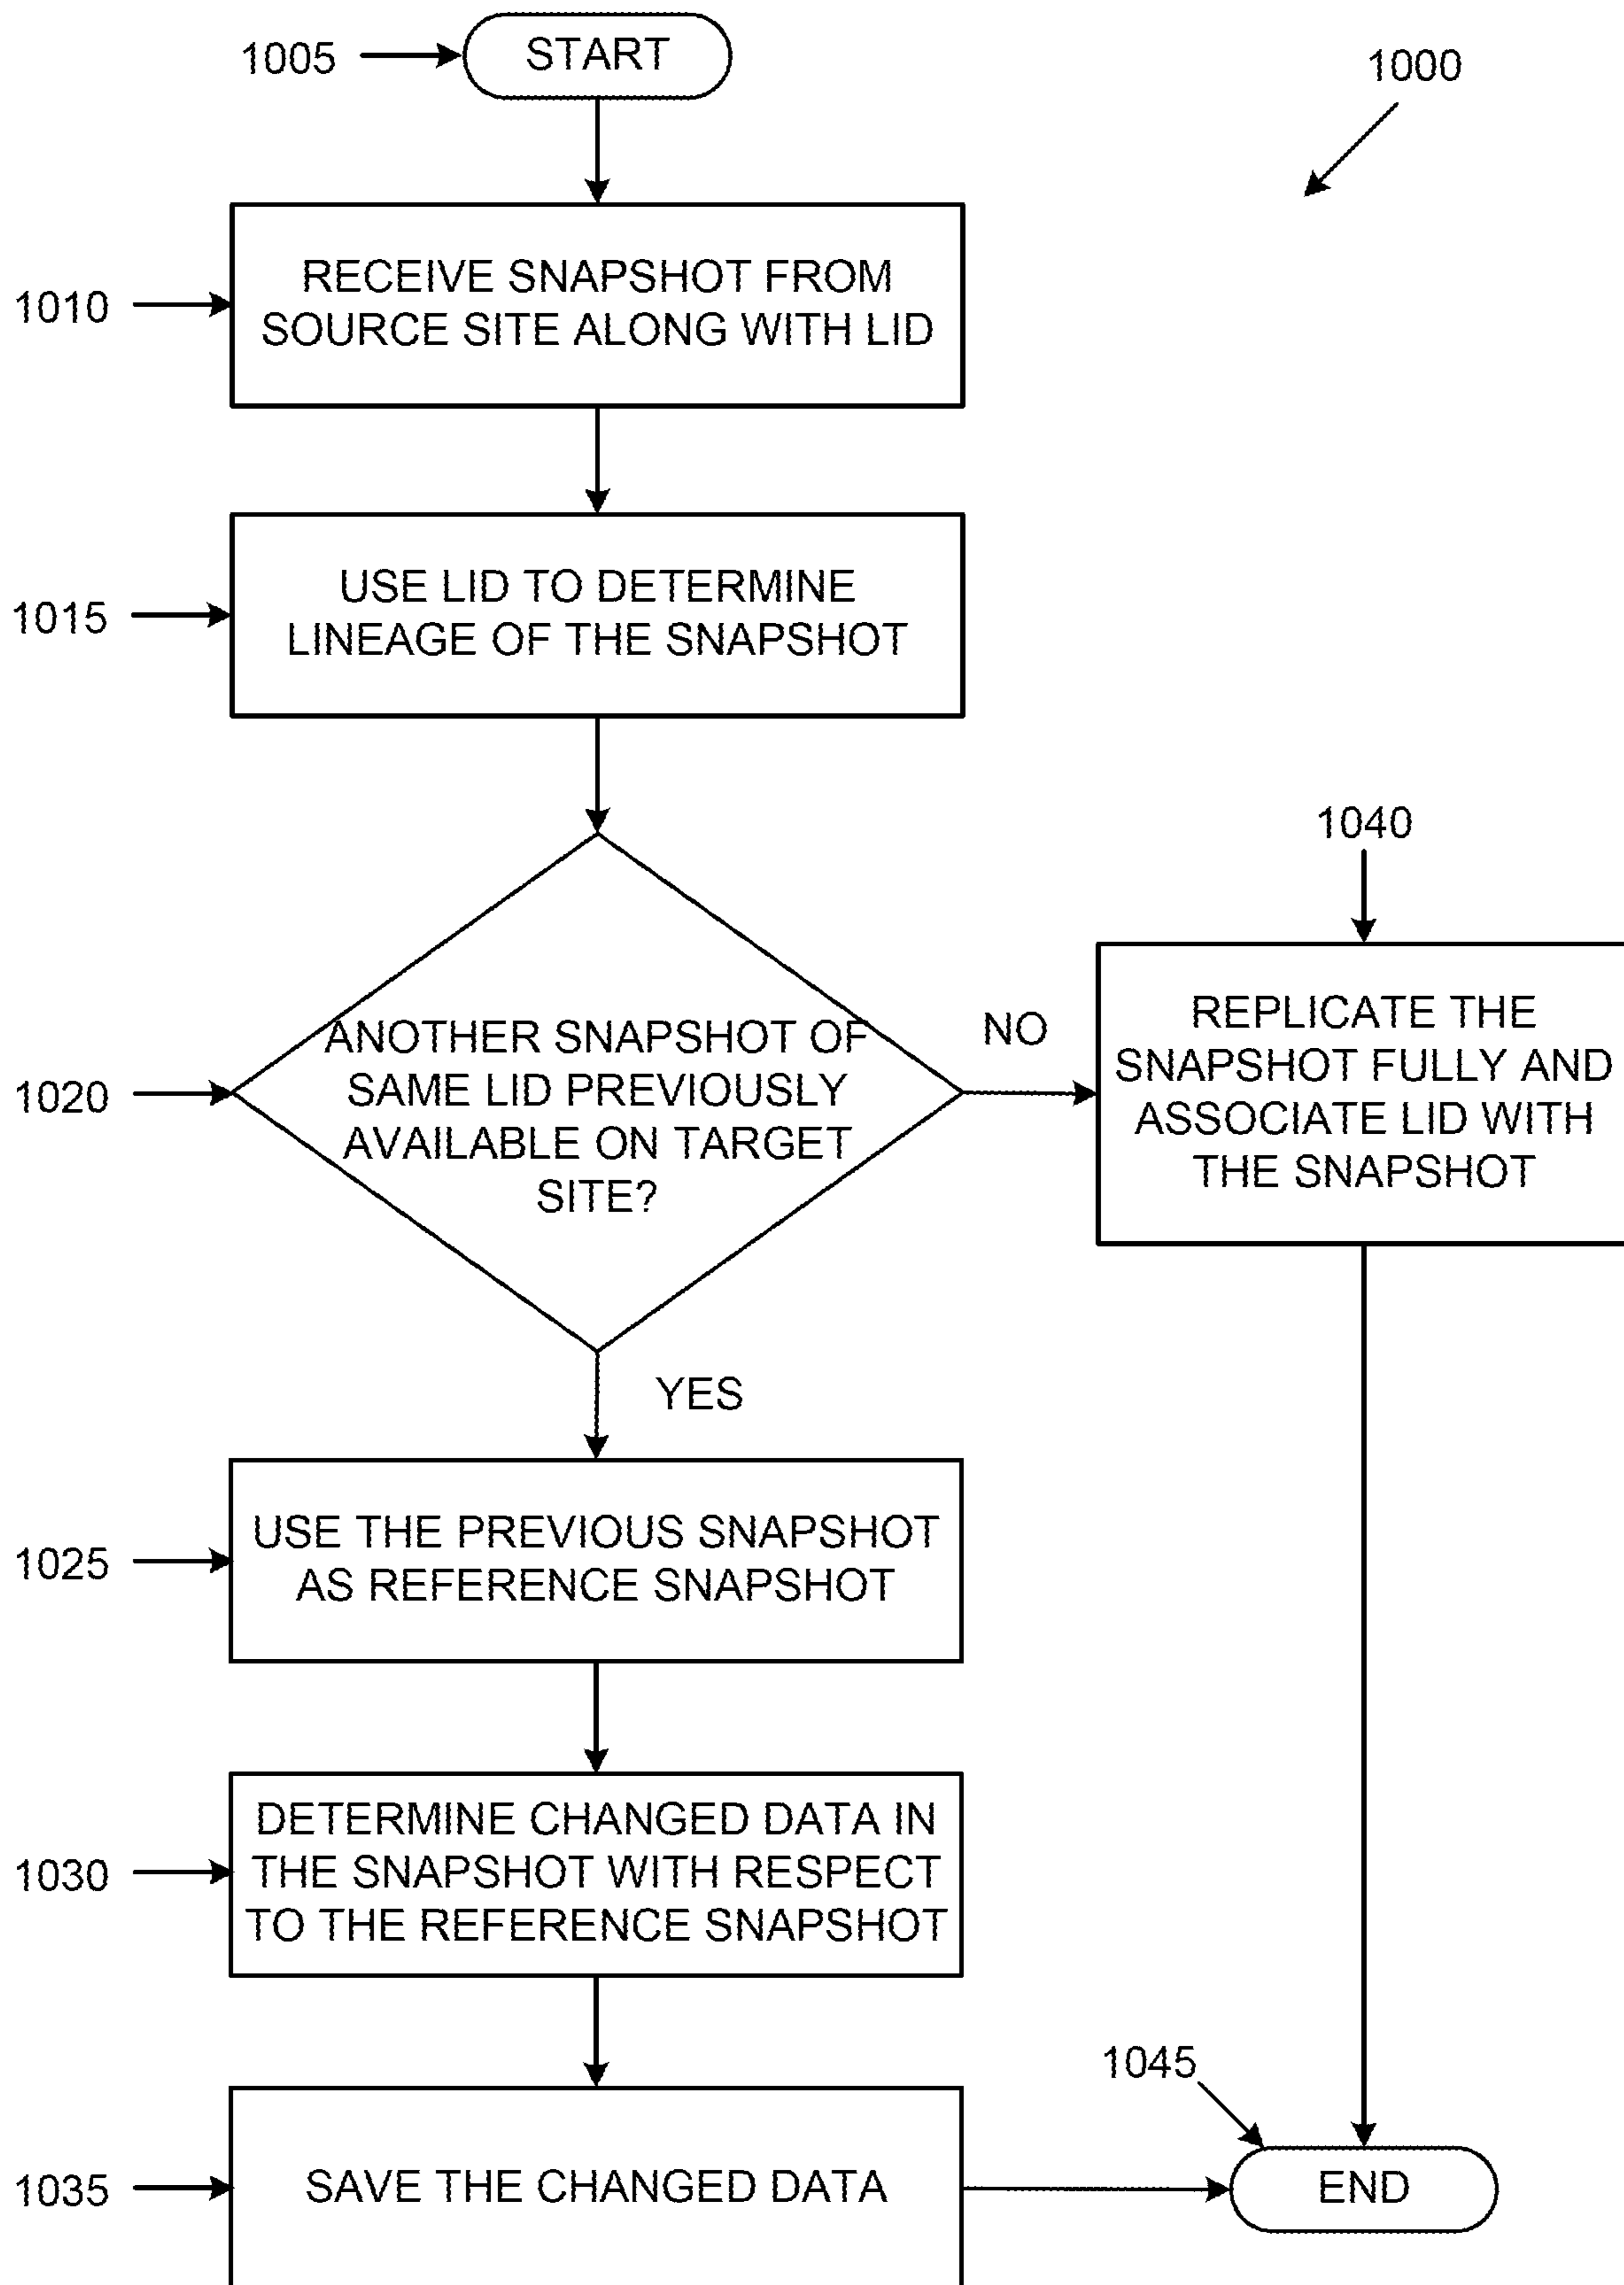 1005
START
1000
1010
RECEIVE SNAPSHOT FROM
SOURCE SITE ALONG WITH LID
1015
USE LID TO DETERMINE
LINEAGE OF THE SNAPSHOT
1020
ANOTHER SNAPSHOT OF
SAME LID PREVIOUSLY
AVAILABLE ON TARGET
SITE?
NO
1040
REPLICATE THE
SNAPSHOT FULLY AND
ASSOCIATE LID WITH
THE SNAPSHOT
YES
1025
USE THE PREVIOUS SNAPSHOT
AS REFERENCE SNAPSHOT
1030
DETERMINE CHANGED DATA IN
THE SNAPSHOT WITH RESPECT
TO THE REFERENCE SNAPSHOT
1035
SAVE THE CHANGED DATA
1045
END